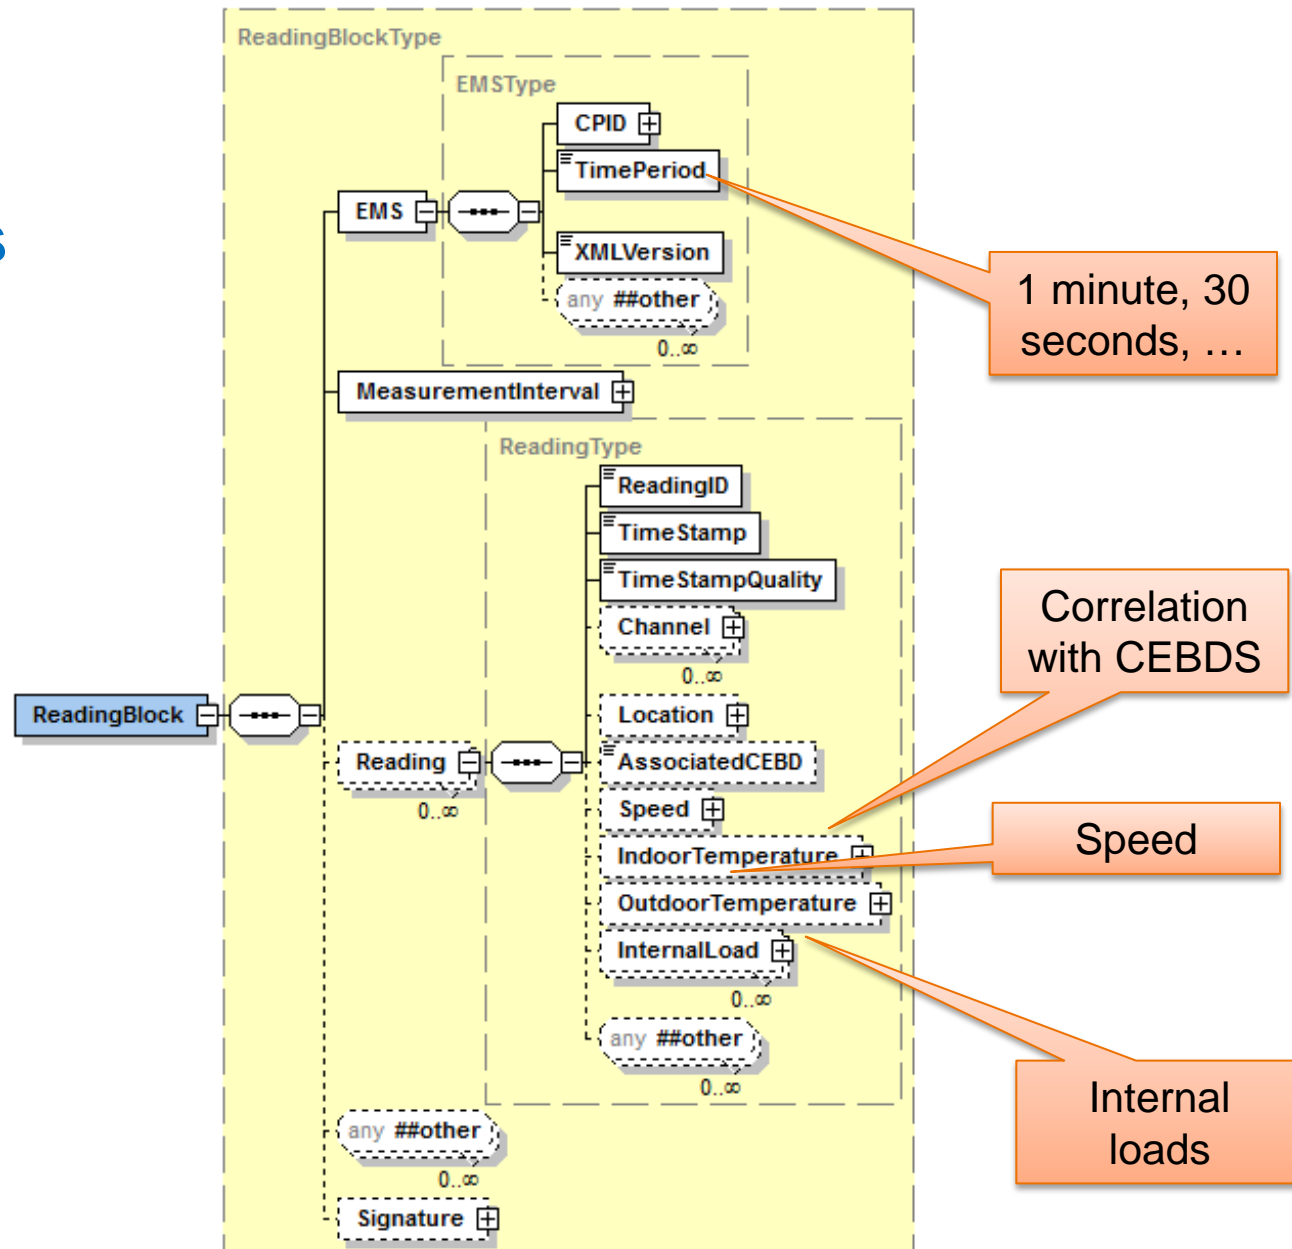 ReadingBlockType
EMSType
CPID
TimePeriod
EMS
s
XMLVersion
1 minute, 30
seconds, …
any ##other
0..∞
MeasurementInterval
ReadingType
ReadingID
TimeStamp
TimeStampQuality
Channel
0..∞
Correlation
with CEBDS
ReadingBlock
Location
Reading
0..∞
AssociatedCEBD
Speed
IndoorTemperature
Speed
OutdoorTemperature
InternalLoad
0..∞
any ##other
0..∞
Internal
loads
any ##other
0..∞
Signature